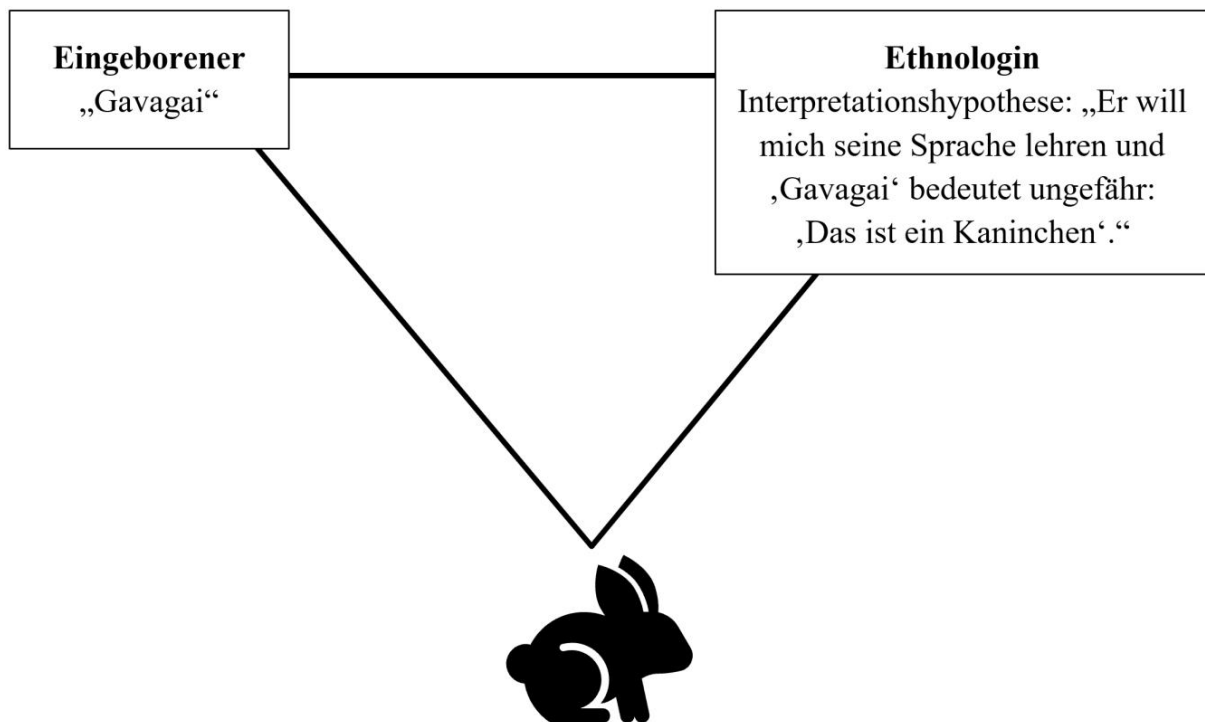 Eingeborener
„Gavagai“
Ethnologin
Interpretationshypothese: „Er will
mich seine Sprache lehren und
‚Gavagai‘ bedeutet ungefähr:
‚Das ist ein Kaninchen‘.“